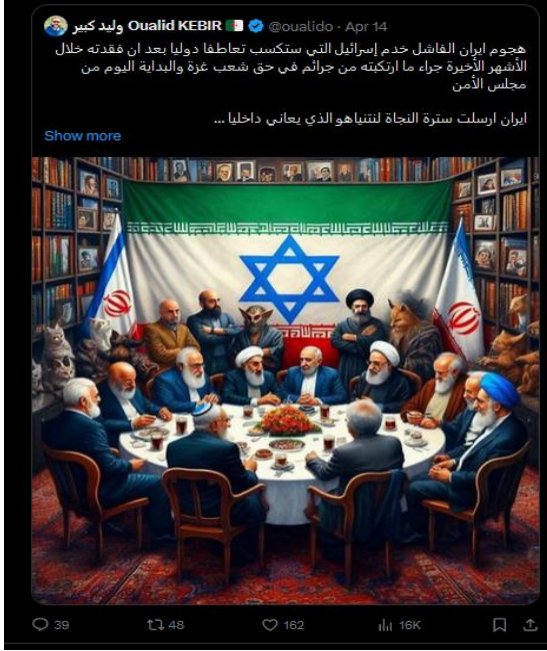 وليد كبير Oualid KEBIR @oualido · Apr 14
هجوم ايران الفاشل خدم إسرائيل التي ستكسب تعاطفا دوليا بعد ان فقدته خلال
الأشهر الأخيرة جراء ما ارتكبته من جرائم في حق شعب غزة والبداية اليوم من
مجلس الأمن
ايران ارسلت سترة النجاة لنتنياهو الذي يعاني داخليا ...
Show more
39 48 162 16K